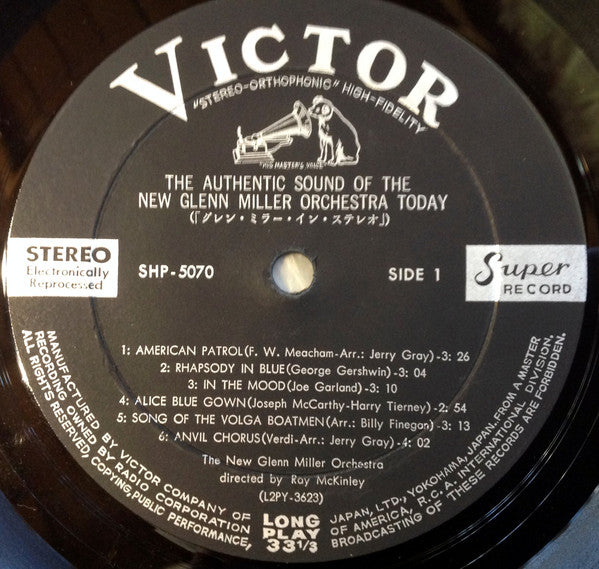 VICTOR
"STEREO-ORTHOPHONIC" HIGH-FIDELITY
"HIS MASTER'S VOICE"
THE AUTHENTIC SOUND OF THE
NEW GLENN MILLER ORCHESTRA TODAY
(『グレン・ミラー・イン・ステレオ』)
STEREO
Electronically
Reprocessed
SHP-5070
SIDE 1
Super
RECORD
1: AMERICAN PATROL(F. W. Meacham-Arr.: Jerry Gray)-3: 26
2: RHAPSODY IN BLUE(George Gershwin)-3: 04
3: IN THE MOOD(Joe Garland)-3: 10
4: ALICE BLUE GOWN(Joseph McCarthy-Harry Tierney)-2: 54
5: SONG OF THE VOLGA BOATMEN(Arr.: Billy Finegon)-3: 13
6: ANVIL CHORUS(Verdi-Arr.: Jerry Gray)-4: 02
The New Glenn Miller Orchestra
directed by Ray McKinley
(L2PY-3623)
LONG
PLAY
33 1/3
MANUFACTURED BY VICTOR COMPANY OF JAPAN, LTD., YOKOHAMA, JAPAN. FROM A MASTER
RECORDING OWNED BY RADIO CORPORATION OF AMERICA, R.C.A. INTERNATIONAL DIVISION.
ALL RIGHTS RESERVED, COPYING, PUBLIC PERFORMANCE, BROADCASTING OF THESE RECORDS ARE FORBIDDEN.